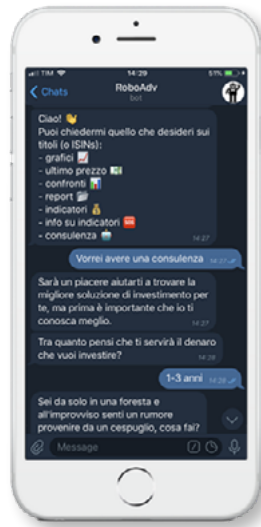 TIM 14:29 51%
Chats RoboAdv
bot
Ciao!
Puoi chiedermi quello che desideri sui
titoli (o ISINs):
- grafici
- ultimo prezzo
- confronti
- report
- indicatori
- info su indicatori
- consulenza
14:27
Vorrei avere una consulenza 14:27
Sarà un piacere aiutarti a trovare la
migliore soluzione di investimento per
te, ma prima è importante che io ti
conosca meglio. 14:27
Tra quanto pensi che ti servirà il denaro
che vuoi investire? 14:28
1-3 anni 14:28
Sei da solo in una foresta e
all'improvviso senti un rumore
provenire da un cespuglio, cosa fai?
Message